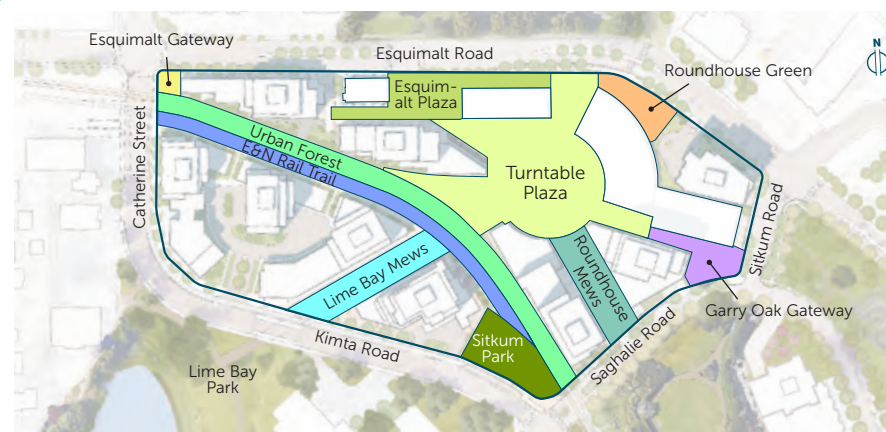 Esquimalt Gateway
Esquimalt Road
N
Roundhouse Green
Esquim-
alt Plaza
Catherine Street
Urban Forest
E&N Rail Trail
Turntable
Plaza
Sitkum Road
Lime Bay Mews
Roundhouse
Mews
Garry Oak Gateway
Kimta Road
Sitkum
Park
Saghalie Road
Lime Bay
Park